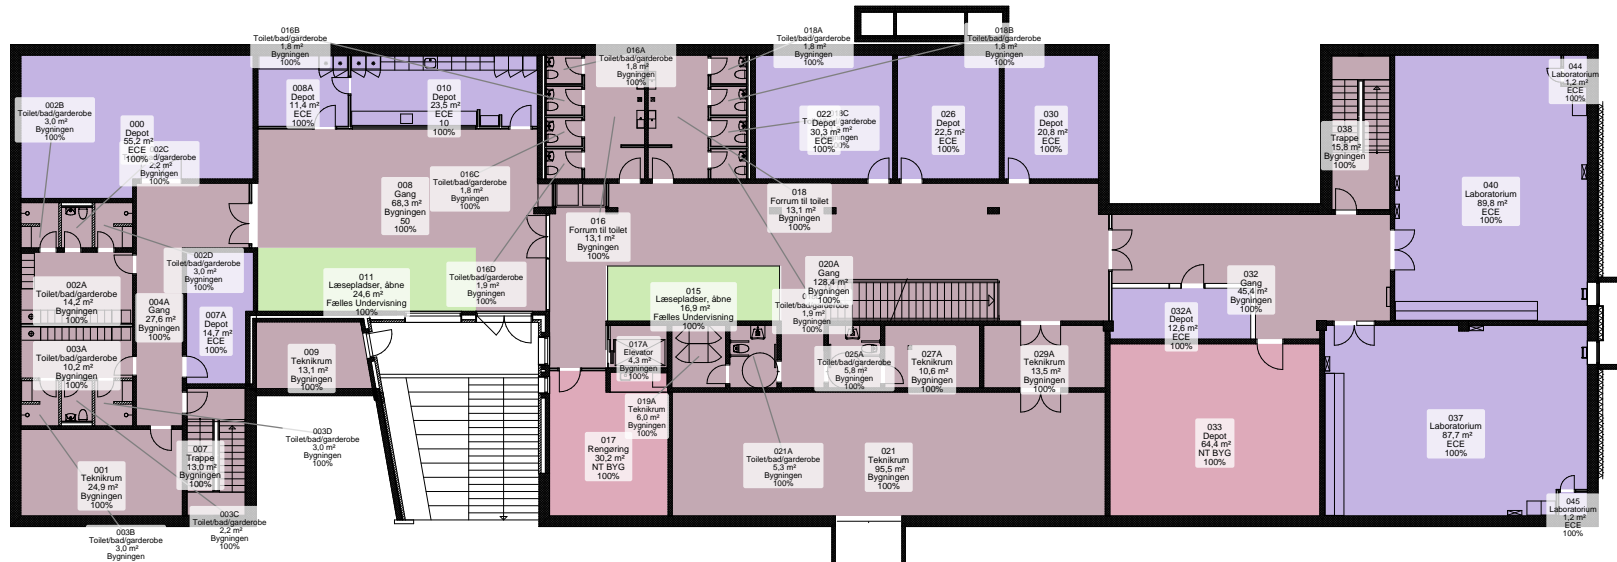 016B
Toilet/bad/garderobe
1,8 m²
Bygningen
100%
016A
Toilet/bad/garderobe
1,8 m²
Bygningen
100%
018A
Toilet/bad/garderobe
1,8 m²
Bygningen
100%
018B
Toilet/bad/garderobe
1,8 m²
Bygningen
100%
044
Laboratorium
1,2 m²
ECE
100%
002B
Toilet/bad/garderobe
3,0 m²
Bygningen
100%
000
Depot
55,2 m²
ECE
100%
002C
Toilet/bad/garderobe
2,2 m²
Bygningen
100%
008A
Depot
11,4 m²
ECE
100%
010
Depot
23,5 m²
ECE
10
100%
022
Depot
30,3 m²
ECE
100%
026
Depot
22,5 m²
ECE
100%
030
Depot
20,8 m²
ECE
100%
038
Trappe
15,8 m²
Bygningen
100%
008
Gang
68,3 m²
Bygningen
50
100%
016C
Toilet/bad/garderobe
1,8 m²
Bygningen
100%
016
Forrum til toilet
13,1 m²
Bygningen
100%
018
Forrum til toilet
13,1 m²
Bygningen
100%
040
Laboratorium
89,8 m²
ECE
100%
002D
Toilet/bad/garderobe
3,0 m²
Bygningen
100%
002A
Toilet/bad/garderobe
14,2 m²
Bygningen
100%
004A
Gang
27,6 m²
Bygningen
100%
007A
Depot
14,7 m²
ECE
100%
011
Læsepladser, åbne
24,6 m²
Fælles Undervisning
100%
016D
Toilet/bad/garderobe
1,9 m²
Bygningen
100%
015
Læsepladser, åbne
16,9 m²
Fælles Undervisning
100%
020A
Gang
128,4 m²
Bygningen
100%
1,9 m²
Bygningen
100%
032
Gang
45,4 m²
Bygningen
100%
032A
Depot
12,6 m²
ECE
100%
003A
Toilet/bad/garderobe
10,2 m²
Bygningen
100%
009
Teknikrum
13,1 m²
Bygningen
100%
017A
Elevator
4,3 m²
Bygningen
100%
025A
Toilet/bad/garderobe
5,8 m²
Bygningen
100%
027A
Teknikrum
10,6 m²
Bygningen
100%
029A
Teknikrum
13,5 m²
Bygningen
100%
019A
Teknikrum
6,0 m²
Bygningen
100%
003D
Toilet/bad/garderobe
3,0 m²
Bygningen
100%
001
Teknikrum
24,9 m²
Bygningen
100%
007
Trappe
13,0 m²
Bygningen
100%
017
Rengøring
30,2 m²
NT BYG
100%
021A
Toilet/bad/garderobe
5,3 m²
Bygningen
100%
021
Teknikrum
95,5 m²
Bygningen
100%
033
Depot
64,4 m²
NT BYG
100%
037
Laboratorium
87,7 m²
ECE
100%
045
Laboratorium
1,2 m²
ECE
100%
003B
Toilet/bad/garderobe
3,0 m²
Bygningen
003C
Toilet/bad/garderobe
2,2 m²
Bygningen
100%